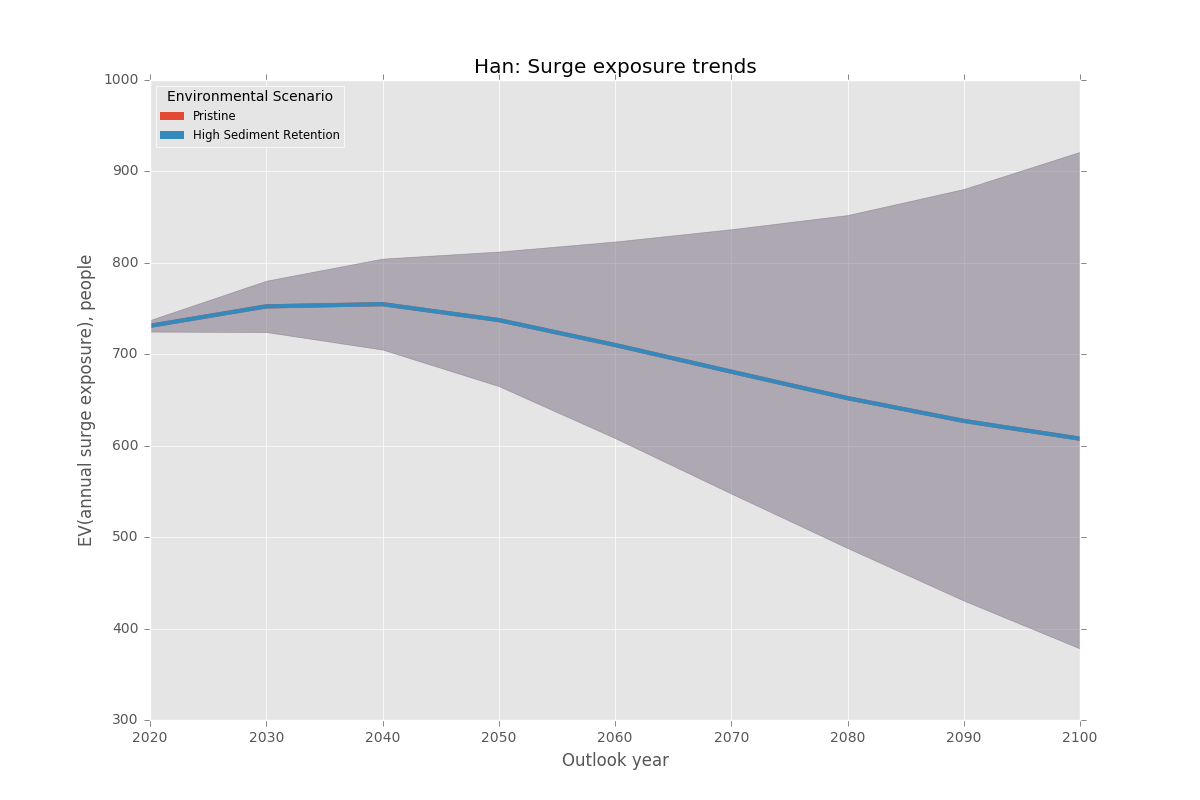 Han: Surge exposure trends
Environmental Scenario
Pristine
High Sediment Retention
1000
900
800
700
600
500
400
300
EV(annual surge exposure), people
2020 2030 2040 2050 2060 2070 2080 2090 2100
Outlook year